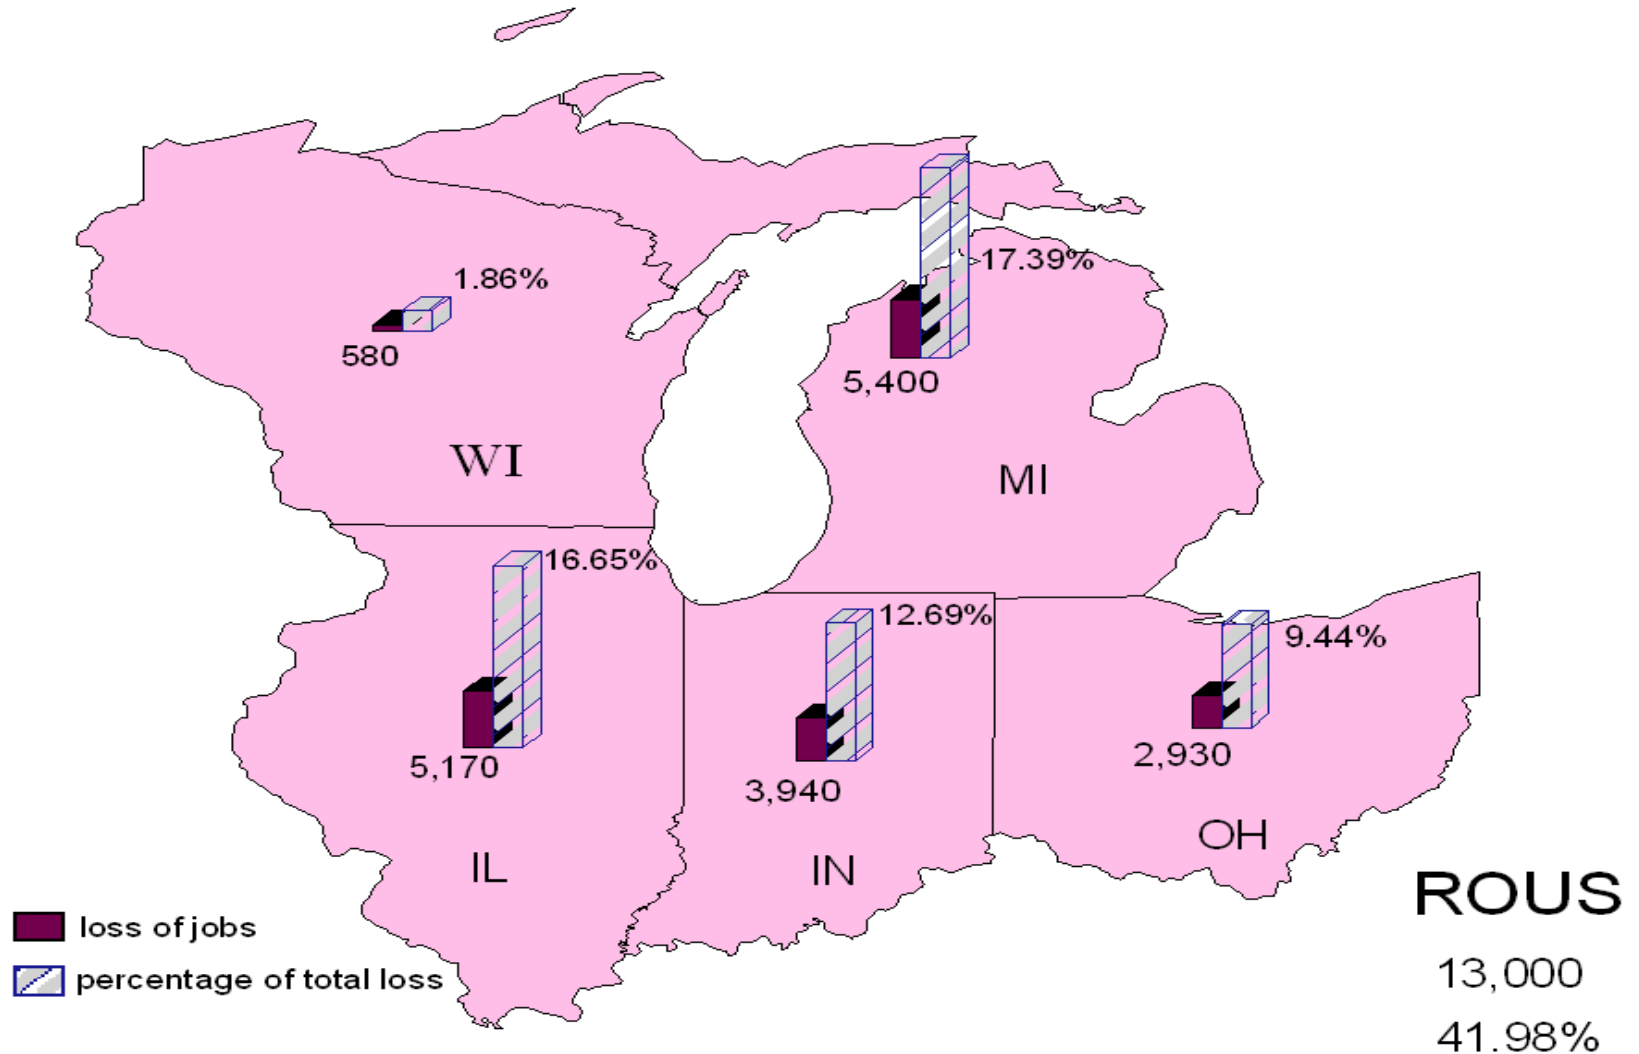 1.86%
580
17.39%
5,400
WI
MI
16.65%
5,170
12.69%
3,940
9.44%
2,930
IL
IN
OH
ROUS
13,000
41.98%
loss of jobs
percentage of total loss